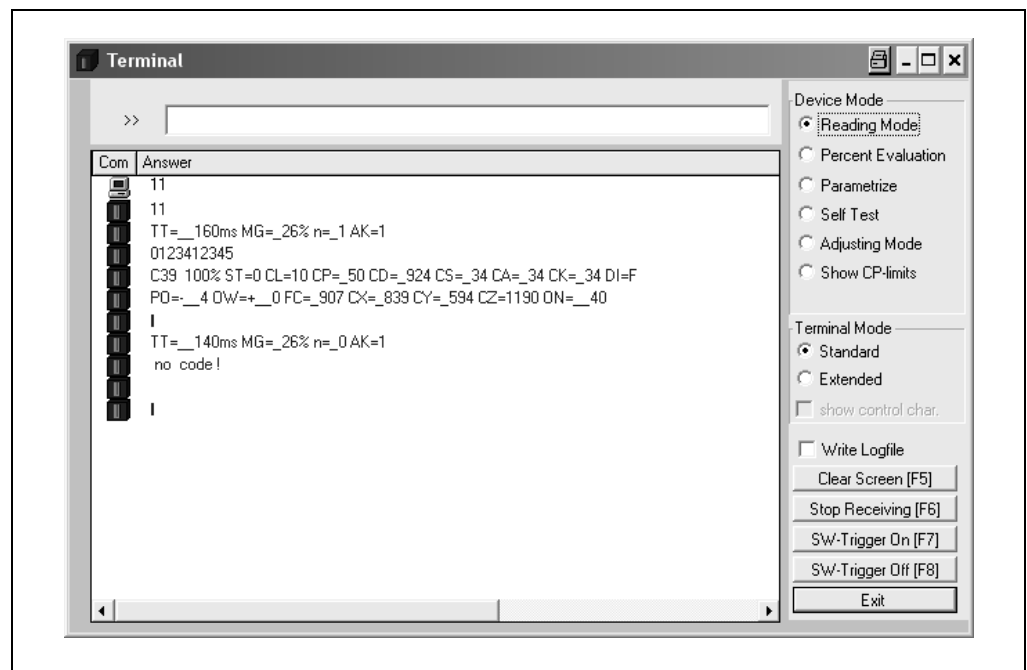 Terminal
>>
Com Answer
11
11
TT=__160ms MG=_26% n=_1 AK=1
0123412345
C39 100% ST=0 CL=10 CP=_50 CD=_924 CS=_34 CA=_34 CK=_34 DI=F
PO=-__4 OW=+__0 FC=_907 CX=_839 CY=_594 CZ=1190 ON=__40
I
TT=__140ms MG=_26% n=_0 AK=1
no code!
I
Device Mode
Reading Mode
Percent Evaluation
Parametrize
Self Test
Adjusting Mode
Show CP-limits
Terminal Mode
Standard
Extended
show control char.
Write Logfile
Clear Screen [F5]
Stop Receiving [F6]
SW-Trigger On [F7]
SW-Trigger Off [F8]
Exit